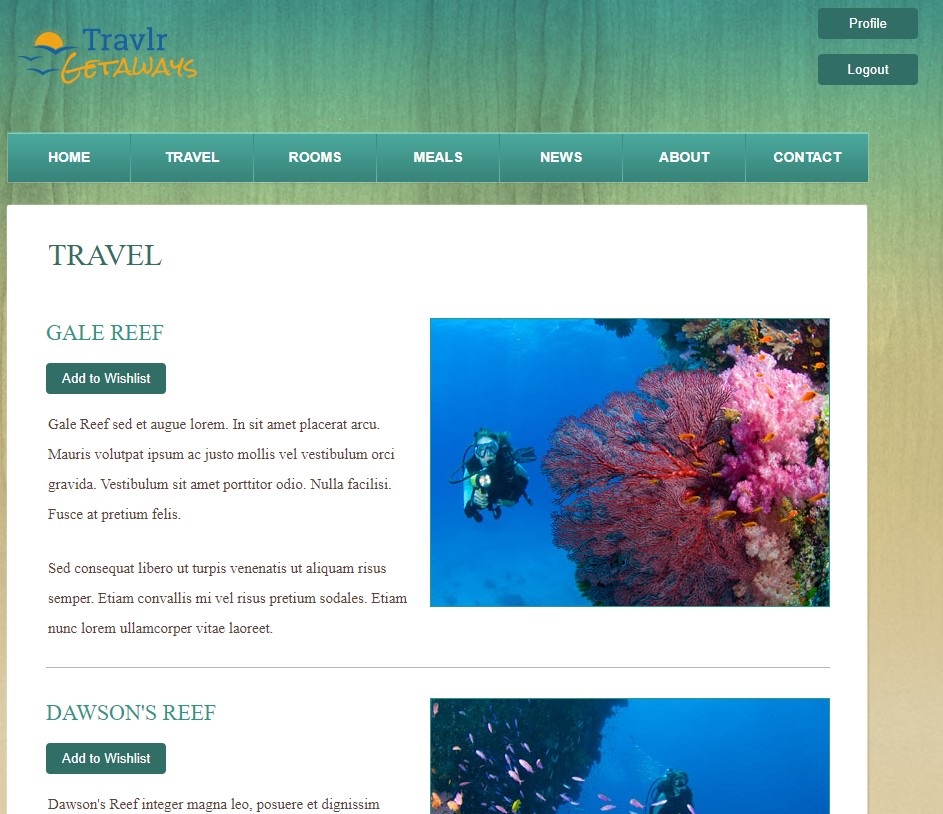 Travlr
GETAWAYS
Profile
Logout
HOME TRAVEL ROOMS MEALS NEWS ABOUT CONTACT
TRAVEL
GALE REEF
Add to Wishlist
Gale Reef sed et augue lorem. In sit amet placerat arcu.
Mauris volutpat ipsum ac justo mollis vel vestibulum orci
gravida. Vestibulum sit amet porttitor odio. Nulla facilisi.
Fusce at pretium felis.
Sed consequat libero ut turpis venenatis ut aliquam risus
semper. Etiam convallis mi vel risus pretium sodales. Etiam
nunc lorem ullamcorper vitae laoreet.
DAWSON'S REEF
Add to Wishlist
Dawson's Reef integer magna leo, posuere et dignissim